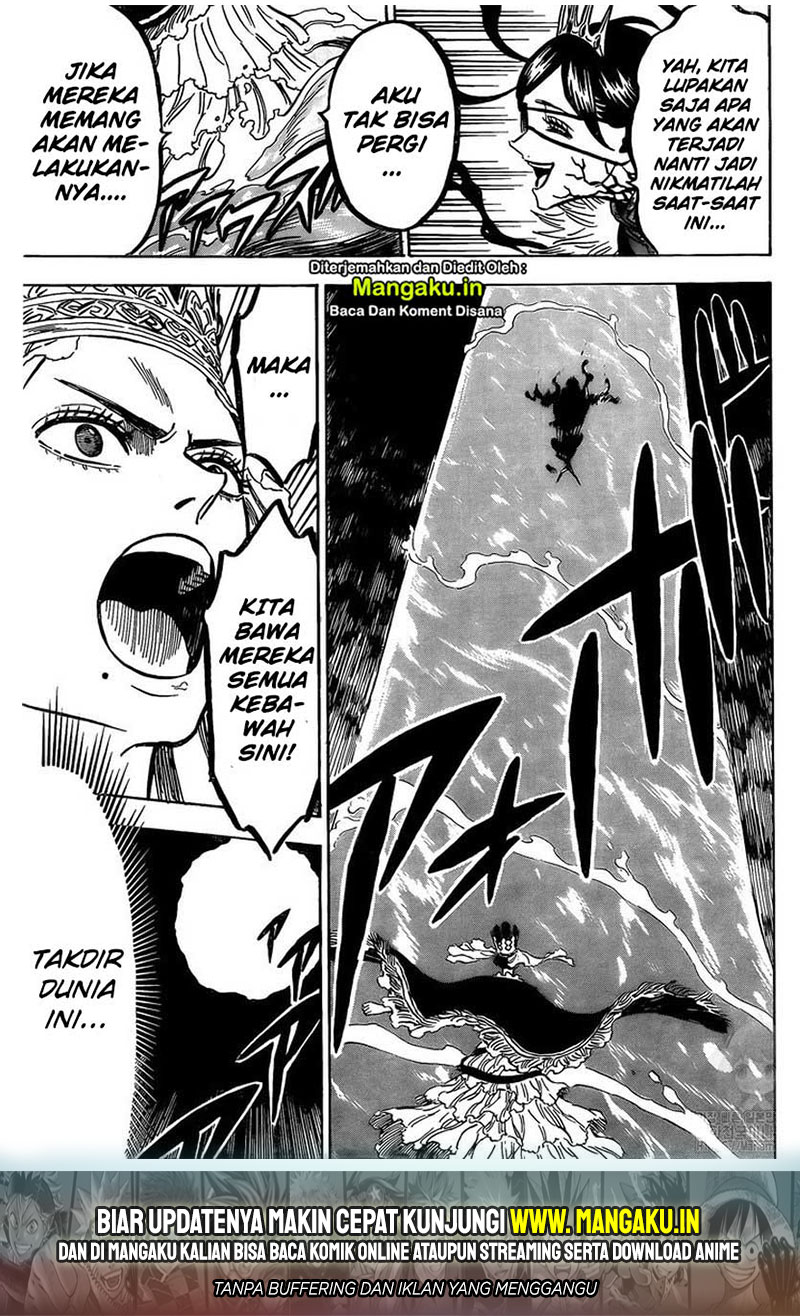 YAH, KITA
LUPAKAN
SAJA APA
YANG AKAN
TERJADI
NANTI JADI
NIKMATILAH
SAAT-SAAT
INI...
AKU
TAK BISA
PERGI
...
JIKA
MEREKA
MEMANG
AKAN ME-
LAKUKAN-
NYA....
Diterjemahkan dan Diedit Oleh :
Mangaku.in
Baca Dan Koment Disana
MAKA
...
KITA
BAWA
MEREKA
SEMUA
KEBA-
WAH
SINI!
TAKDIR
DUNIA
INI...
BIAR UPDATENYA MAKIN CEPAT KUNJUNGI WWW. MANGAKU.IN
DAN DI MANGAKU KALIAN BISA BACA KOMIK ONLINE ATAUPUN STREAMING SERTA DOWNLOAD ANIME
TANPA BUFFERING DAN IKLAN YANG MENGGANGU